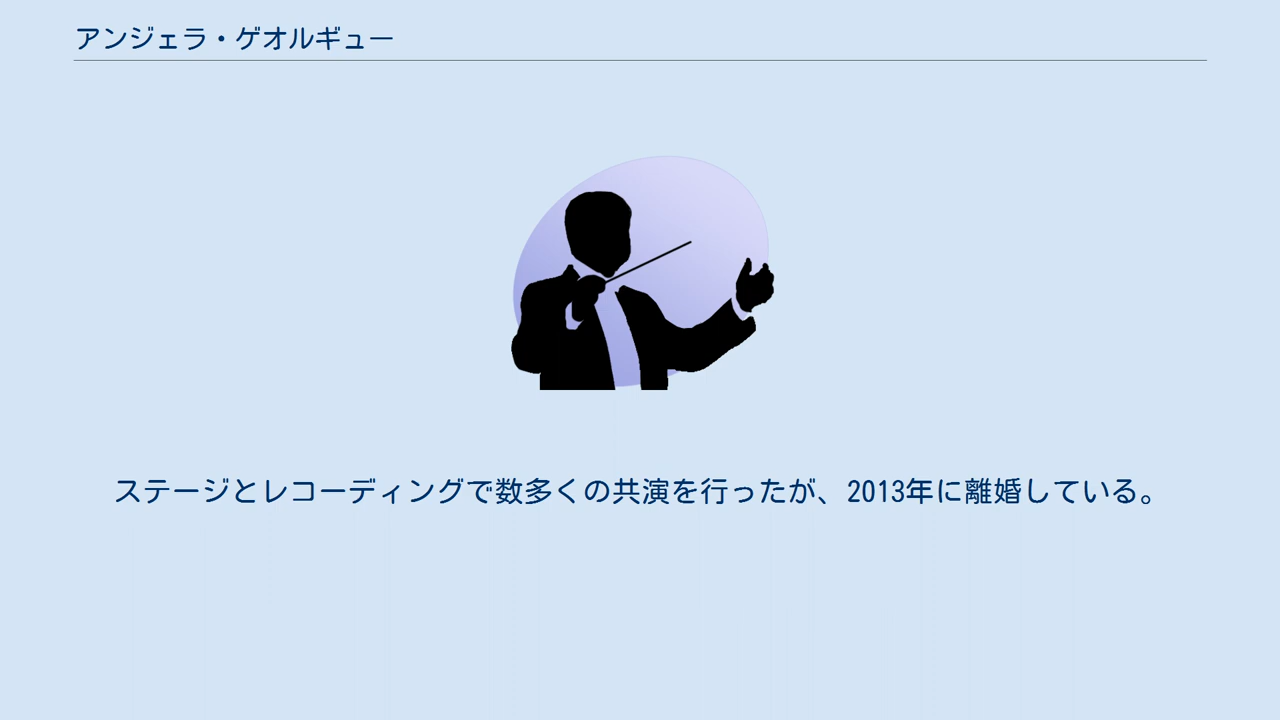 アンジェラ・ゲオルギュー
ステージとレコーディングで数多くの共演を行ったが、2013年に離婚している。